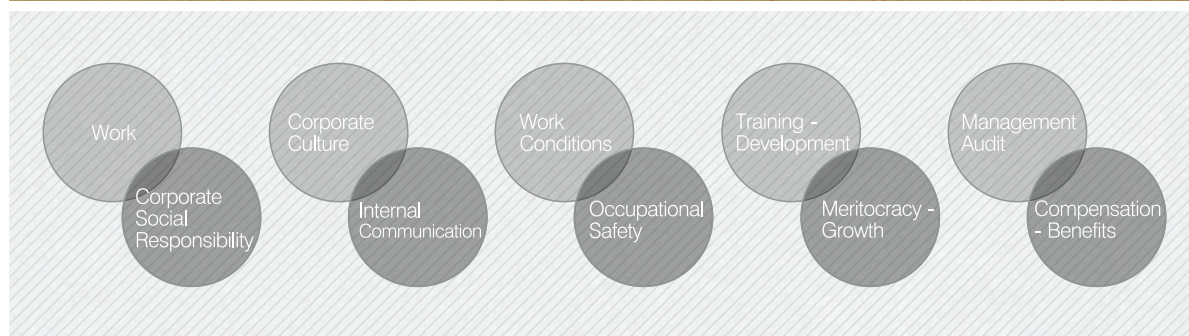 Work
Corporate
Social
Responsibility
Corporate
Culture
Internal
Communication
Work
Conditions
Occupational
Safety
Training -
Development
Meritocracy -
Growth
Management
Audit
Compensation
- Benefits